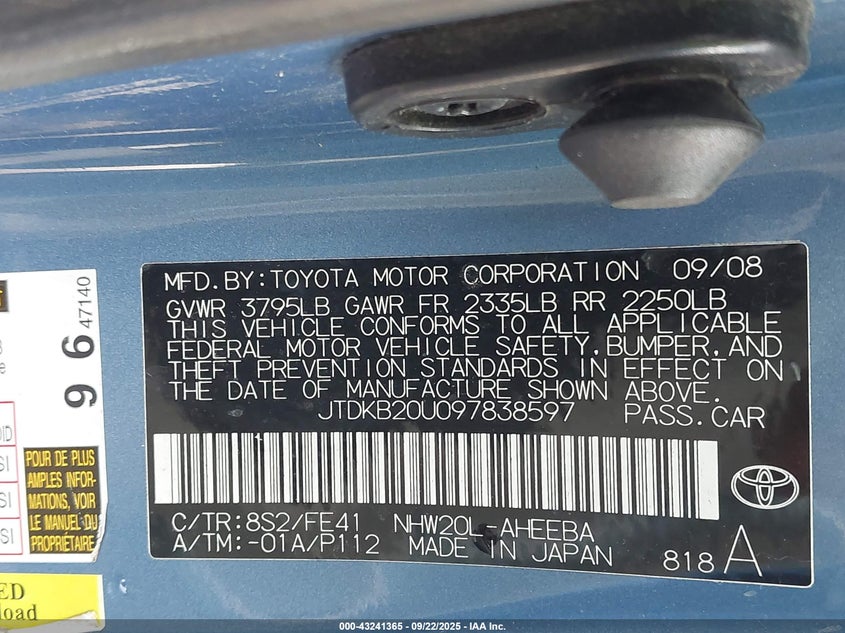 MFD.BY:TOYOTA MOTOR CORPORATION 09/08
GVWR 3795LB GAWR FR 2335LB RR 2250LB
THIS VEHICLE CONFORMS TO ALL APPLICABLE
FEDERAL MOTOR VEHICLE SAFETY,BUMPER,AND
THEFT PREVENTION STANDARDS IN EFFECT ON
THE DATE OF MANUFACTURE SHOWN ABOVE.
JTDKB20U097838597 PASS.CAR
C/TR:8S2/FE41 NHW20L-AHEEBA
A/TM:-01A/P112 MADE IN JAPAN 818 A
96 47140
POUR DE PLUS
AMPLES INFOR-
MATIONS, VOIR
LE MANUEL DU
PROPRIÉTAIRE
000-43241365 - 09/22/2025 - IAA Inc.